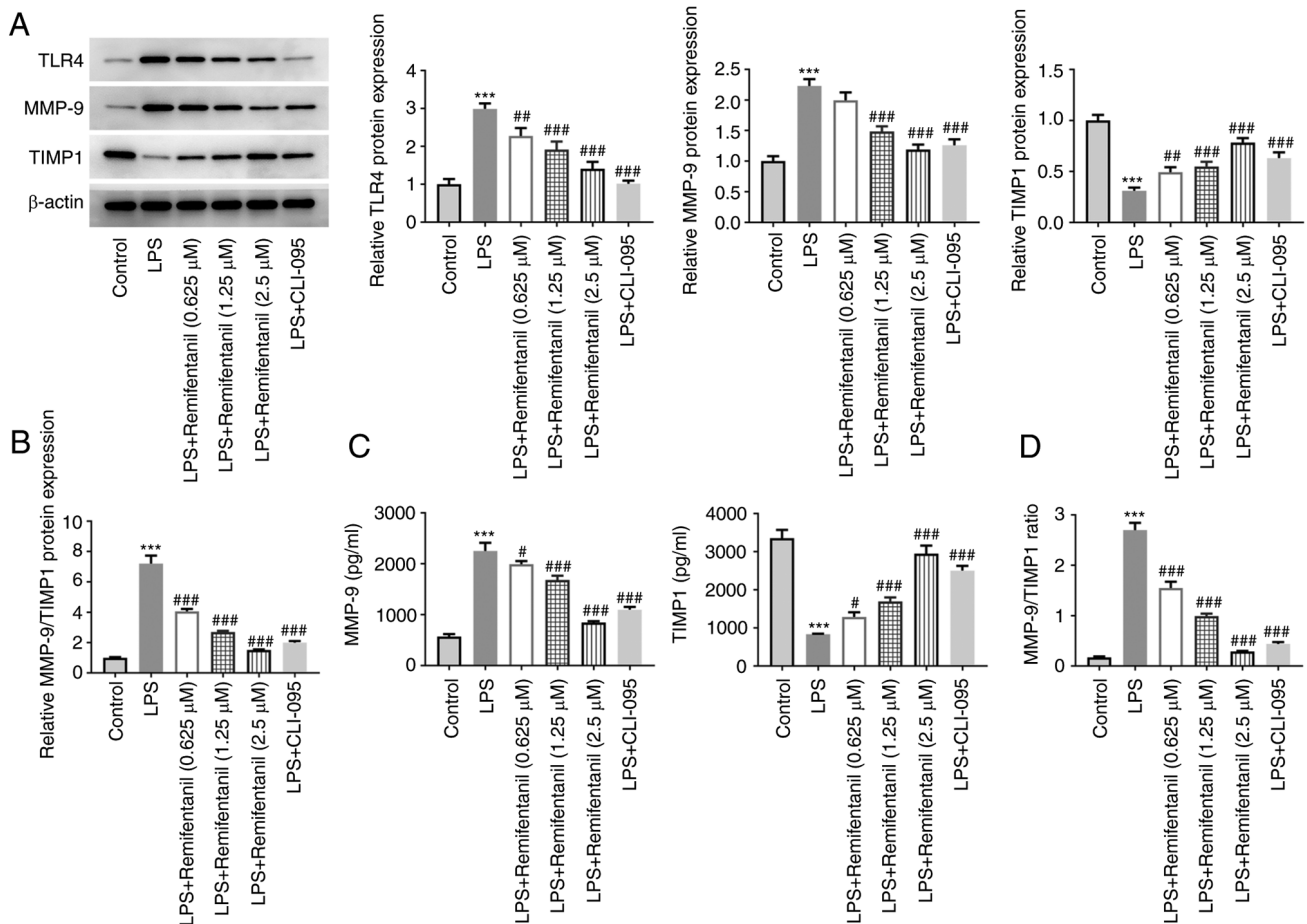 A
TLR4
MMP-9
TIMP1
β-actin
Control
LPS
LPS+Remifentanil (0.625 μM)
LPS+Remifentanil (1.25 μM)
LPS+Remifentanil (2.5 μM)
LPS+CLI-095
Relative TLR4 protein expression
4
3
2
1
0
***
##
###
###
###
Control
LPS
LPS+Remifentanil (0.625 μM)
LPS+Remifentanil (1.25 μM)
LPS+Remifentanil (2.5 μM)
LPS+CLI-095
Relative MMP-9 protein expression
2.5
2.0
1.5
1.0
0.5
0.0
***
###
###
###
Control
LPS
LPS+Remifentanil (0.625 μM)
LPS+Remifentanil (1.25 μM)
LPS+Remifentanil (2.5 μM)
LPS+CLI-095
Relative TIMP1 protein expression
1.5
1.0
0.5
0.0
***
##
###
###
###
Control
LPS
LPS+Remifentanil (0.625 μM)
LPS+Remifentanil (1.25 μM)
LPS+Remifentanil (2.5 μM)
LPS+CLI-095
B
Relative MMP-9/TIMP1 protein expression
10
8
6
4
2
0
***
###
###
###
###
Control
LPS
LPS+Remifentanil (0.625 μM)
LPS+Remifentanil (1.25 μM)
LPS+Remifentanil (2.5 μM)
LPS+CLI-095
C
MMP-9 (pg/ml)
3000
2000
1000
0
***
#
###
###
###
Control
LPS
LPS+Remifentanil (0.625 μM)
LPS+Remifentanil (1.25 μM)
LPS+Remifentanil (2.5 μM)
LPS+CLI-095
TIMP1 (pg/ml)
4000
3000
2000
1000
0
***
#
###
###
###
Control
LPS
LPS+Remifentanil (0.625 μM)
LPS+Remifentanil (1.25 μM)
LPS+Remifentanil (2.5 μM)
LPS+CLI-095
D
MMP-9/TIMP1 ratio
3
2
1
0
***
###
###
###
###
Control
LPS
LPS+Remifentanil (0.625 μM)
LPS+Remifentanil (1.25 μM)
LPS+Remifentanil (2.5 μM)
LPS+CLI-095